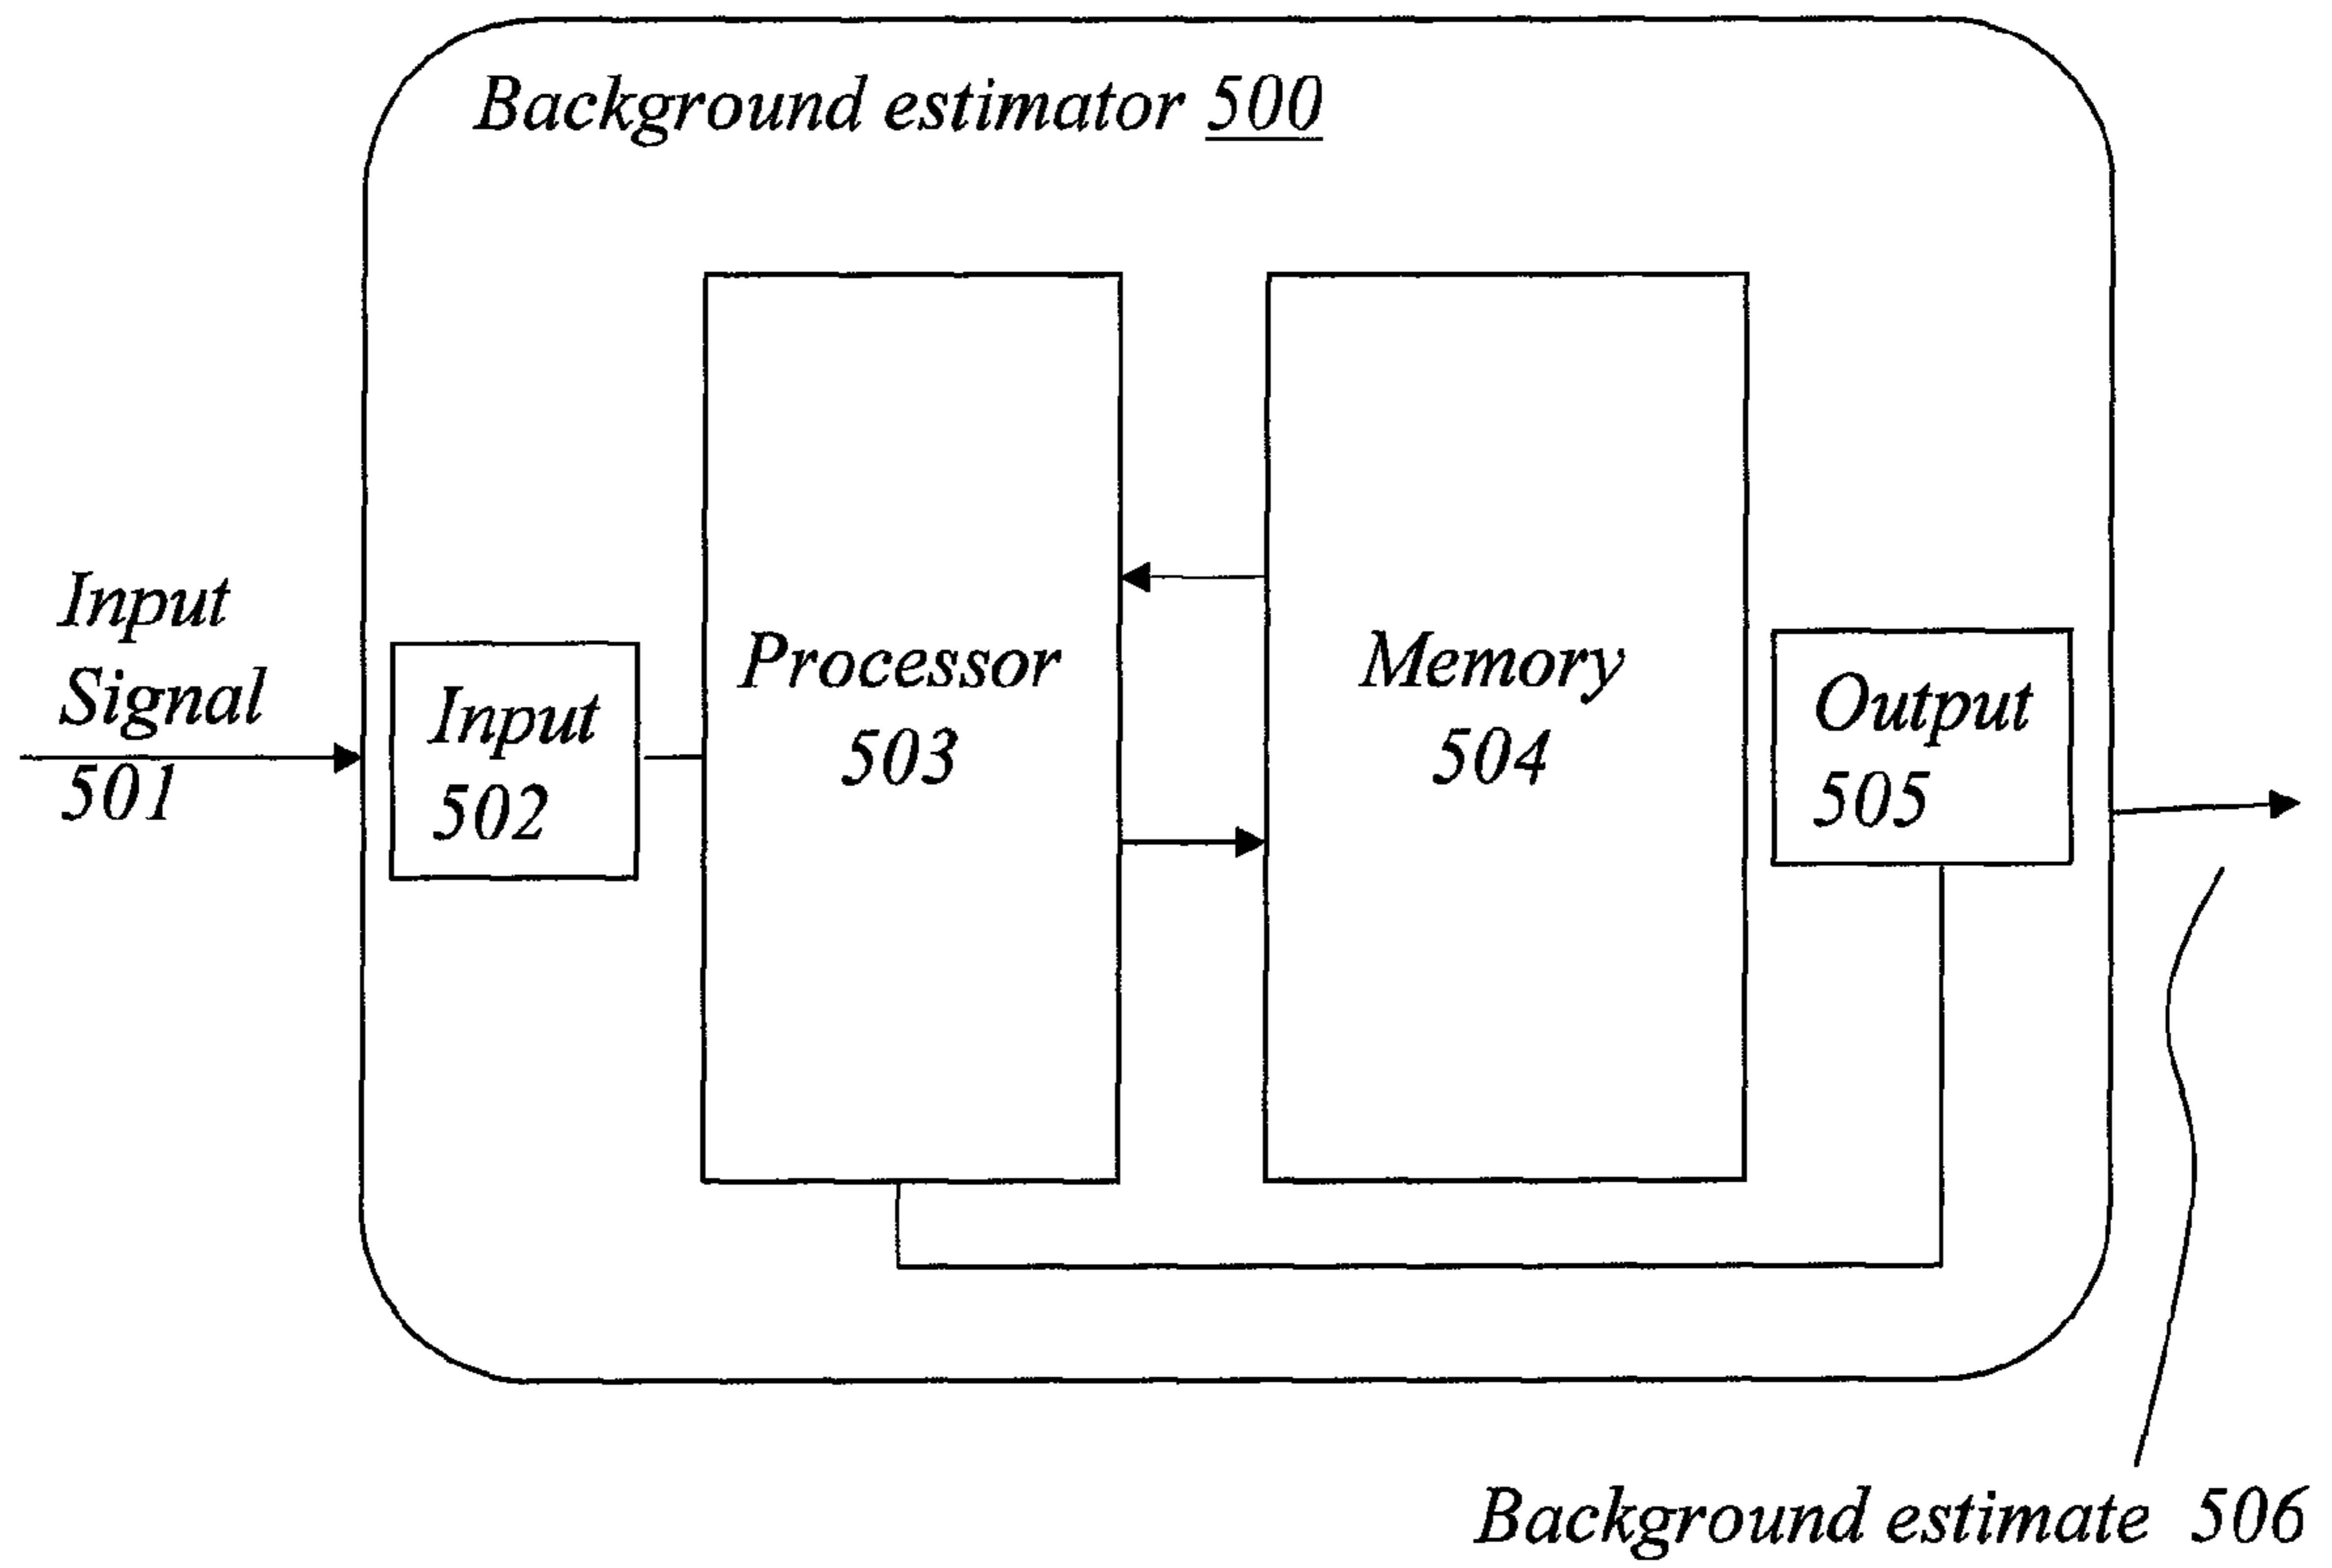 Background estimator 500
Input
Signal
501
Input
502
Processor
503
Memory
504
Output
505
Background estimate 506